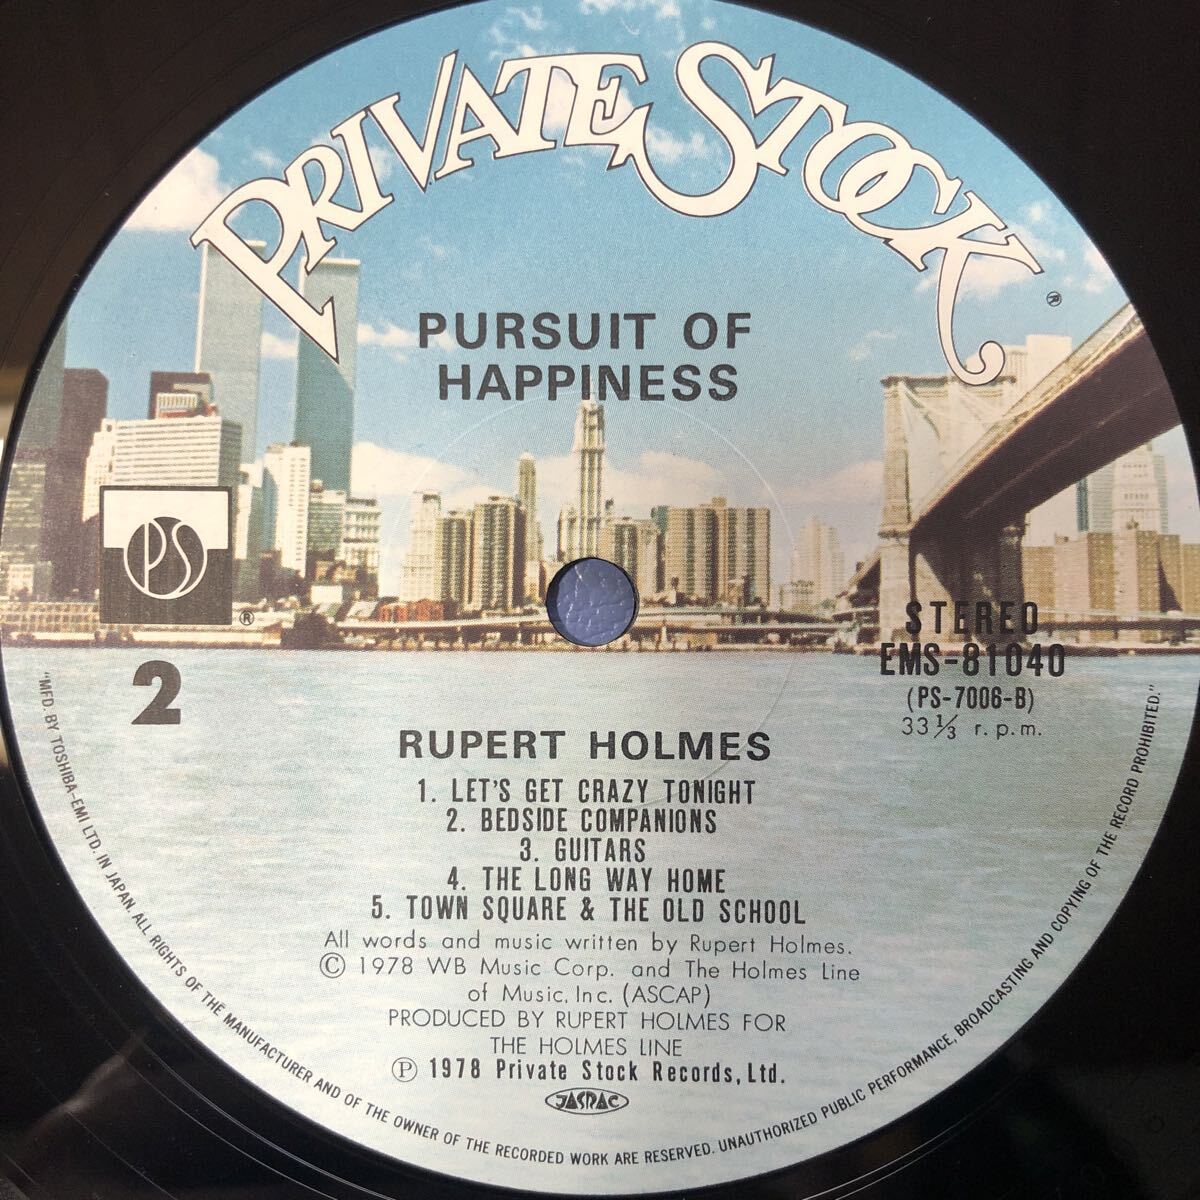 PRIVATE STOCK
®
PURSUIT OF
HAPPINESS
PS
®
2
STEREO
EMS-81040
(PS-7006-B)
33 1/3 r.p.m.
RUPERT HOLMES
1. LET'S GET CRAZY TONIGHT
2. BEDSIDE COMPANIONS
3. GUITARS
4. THE LONG WAY HOME
5. TOWN SQUARE & THE OLD SCHOOL
All words and music written by Rupert Holmes.
© 1978 WB Music Corp. and The Holmes Line
of Music, Inc. (ASCAP)
PRODUCED BY RUPERT HOLMES FOR
THE HOLMES LINE
℗ 1978 Private Stock Records, Ltd.
JASRAC
"MFD. BY TOSHIBA-EMI LTD. IN JAPAN. ALL RIGHTS OF THE MANUFACTURER AND OF THE OWNER OF THE RECORDED WORK ARE RESERVED. UNAUTHORIZED PUBLIC PERFORMANCE, BROADCASTING AND COPYING OF THE RECORD PROHIBITED."